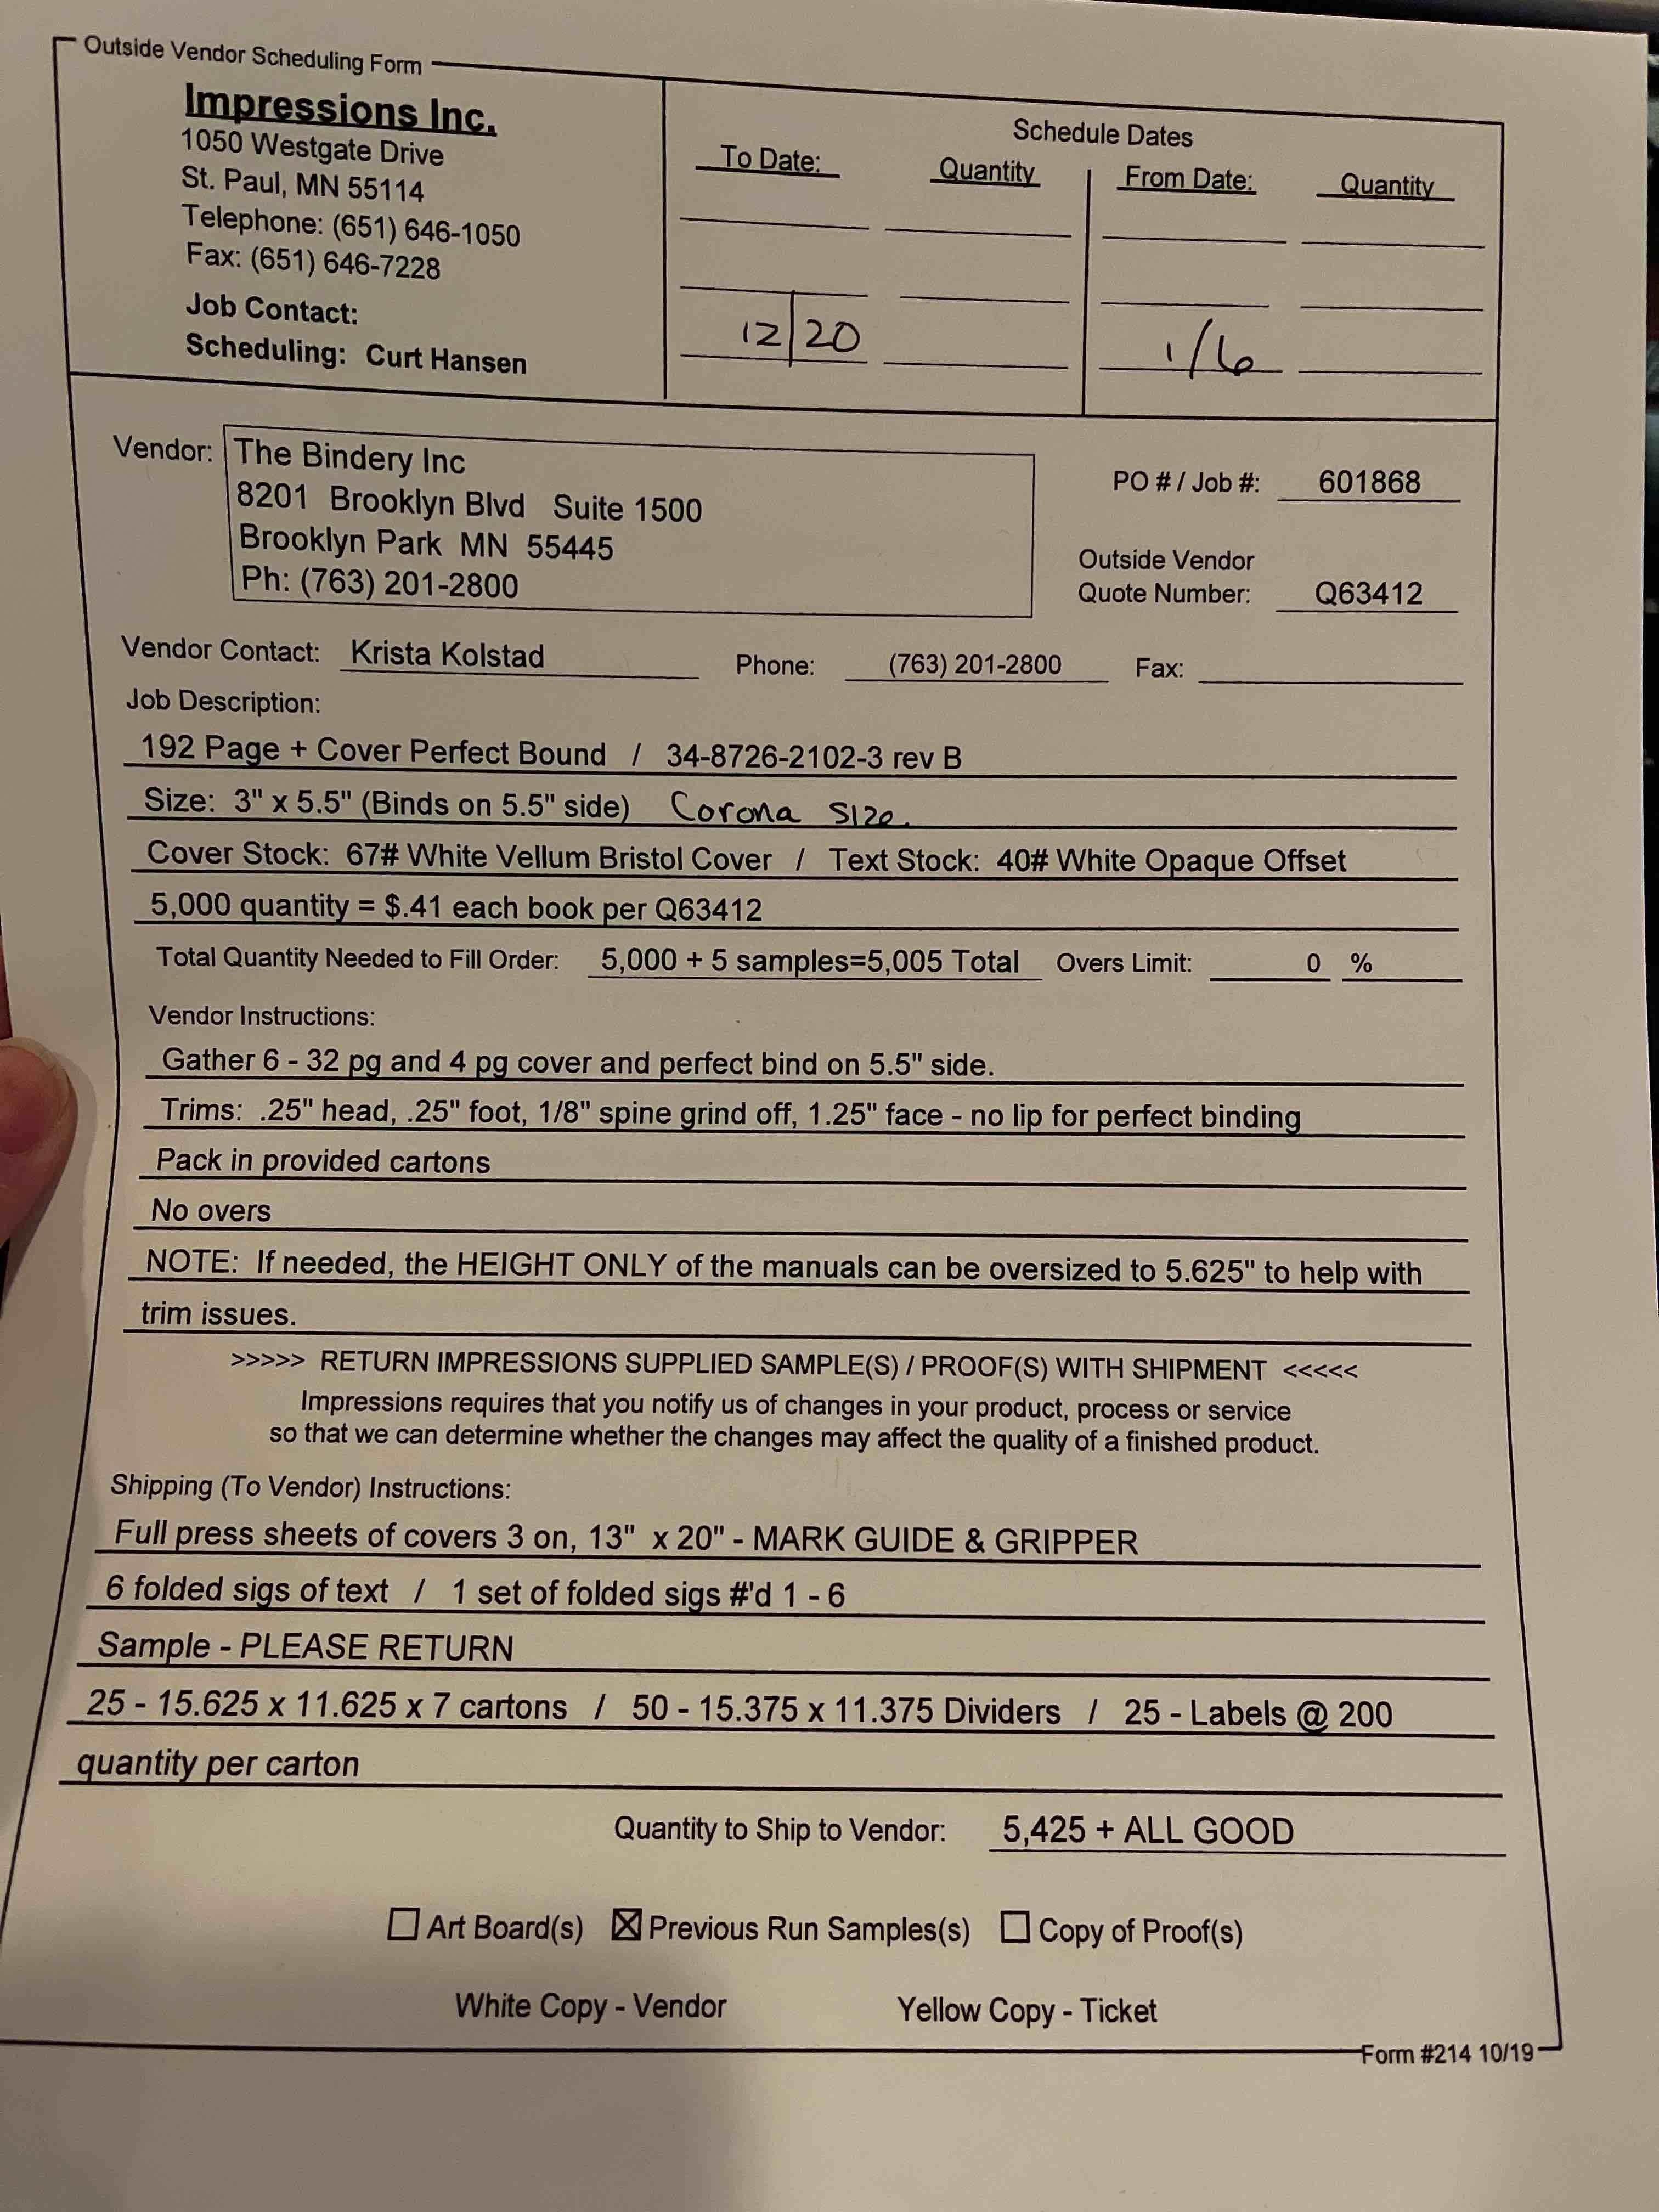 Outside Vendor Scheduling Form
Impressions Inc.
1050 Westgate Drive
St. Paul, MN 55114
Telephone: (651) 646-1050
Fax: (651) 646-7228
Job Contact:
Scheduling: Curt Hansen
Schedule Dates
To Date: Quantity From Date: Quantity
12/20 1/6
Vendor: The Bindery Inc
8201 Brooklyn Blvd Suite 1500
Brooklyn Park MN 55445
Ph: (763) 201-2800
PO # / Job #: 601868
Outside Vendor
Quote Number: Q63412
Vendor Contact: Krista Kolstad Phone: (763) 201-2800 Fax:
Job Description:
192 Page + Cover Perfect Bound / 34-8726-2102-3 rev B
Size: 3" x 5.5" (Binds on 5.5" side) Corona Size.
Cover Stock: 67# White Vellum Bristol Cover / Text Stock: 40# White Opaque Offset
5,000 quantity = $.41 each book per Q63412
Total Quantity Needed to Fill Order: 5,000 + 5 samples=5,005 Total Overs Limit: 0 %
Vendor Instructions:
Gather 6 - 32 pg and 4 pg cover and perfect bind on 5.5" side.
Trims: .25" head, .25" foot, 1/8" spine grind off, 1.25" face - no lip for perfect binding
Pack in provided cartons
No overs
NOTE: If needed, the HEIGHT ONLY of the manuals can be oversized to 5.625" to help with
trim issues.
>>>>> RETURN IMPRESSIONS SUPPLIED SAMPLE(S) / PROOF(S) WITH SHIPMENT <<<<<
Impressions requires that you notify us of changes in your product, process or service
so that we can determine whether the changes may affect the quality of a finished product.
Shipping (To Vendor) Instructions:
Full press sheets of covers 3 on, 13" x 20" - MARK GUIDE & GRIPPER
6 folded sigs of text / 1 set of folded sigs #'d 1 - 6
Sample - PLEASE RETURN
25 - 15.625 x 11.625 x 7 cartons / 50 - 15.375 x 11.375 Dividers / 25 - Labels @ 200
quantity per carton
Quantity to Ship to Vendor: 5,425 + ALL GOOD
☐ Art Board(s) ☒ Previous Run Samples(s) ☐ Copy of Proof(s)
White Copy - Vendor Yellow Copy - Ticket
Form #214 10/19